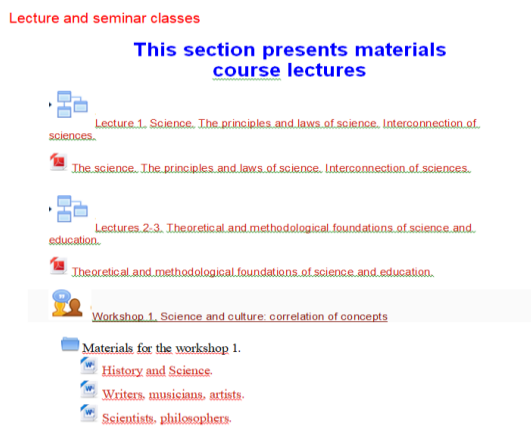 Lecture and seminar classes
This section presents materials
course lectures
Lecture 1. Science. The principles and laws of science. Interconnection of
sciences.
The science. The principles and laws of science. Interconnection of sciences.
Lectures 2-3. Theoretical and methodological foundations of science and
education.
Theoretical and methodological foundations of science and education.
Workshop 1. Science and culture: correlation of concepts
Materials for the workshop 1.
History and Science.
Writers, musicians, artists.
Scientists, philosophers.